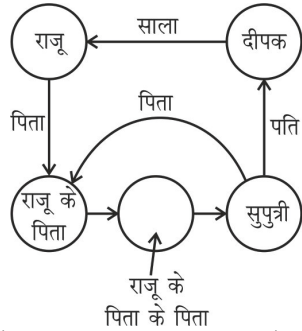 राजू
साला
दीपक
पिता
पिता
पति
राजू के
पिता
सुपुत्री
राजू के
पिता के पिता